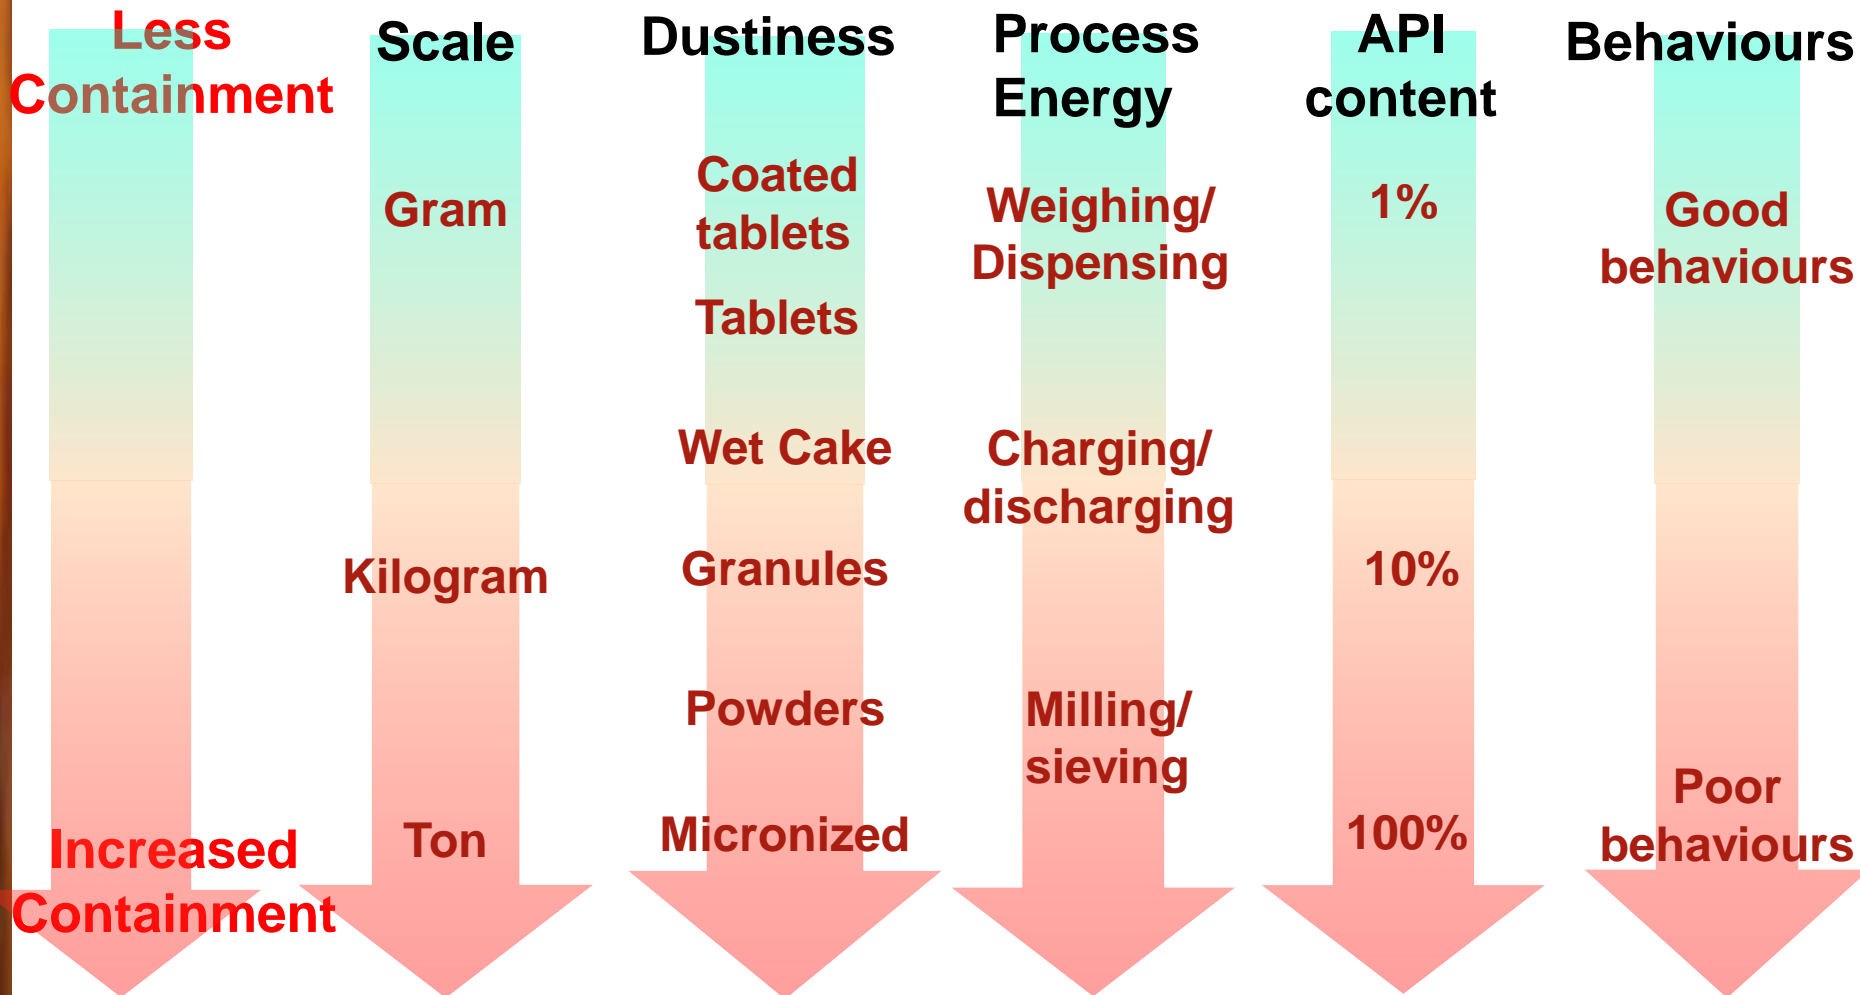 Less
Containment
Increased
Containment
Scale
Gram
Kilogram
Ton
Dustiness
Coated
tablets
Tablets
Wet Cake
Granules
Powders
Micronized
Process
Energy
Weighing/
Dispensing
Charging/
discharging
Milling/
sieving
API
content
1%
10%
100%
Behaviours
Good
behaviours
Poor
behaviours